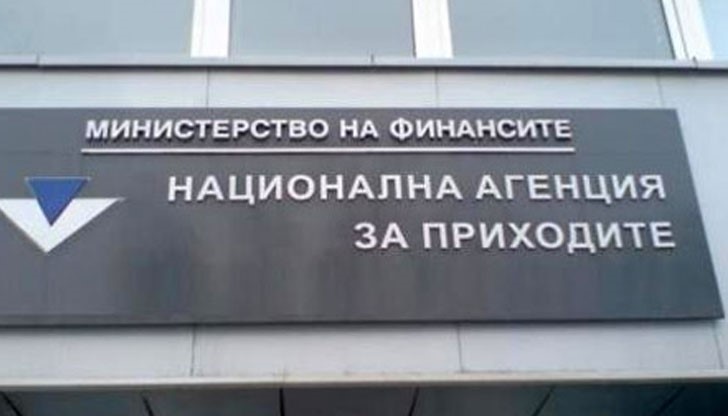 МИНИСТЕРСТВО НА ФИНАНСИТЕ
НАЦИОНАЛНА АГЕНЦИЯ
ЗА ПРИХОДИТЕ